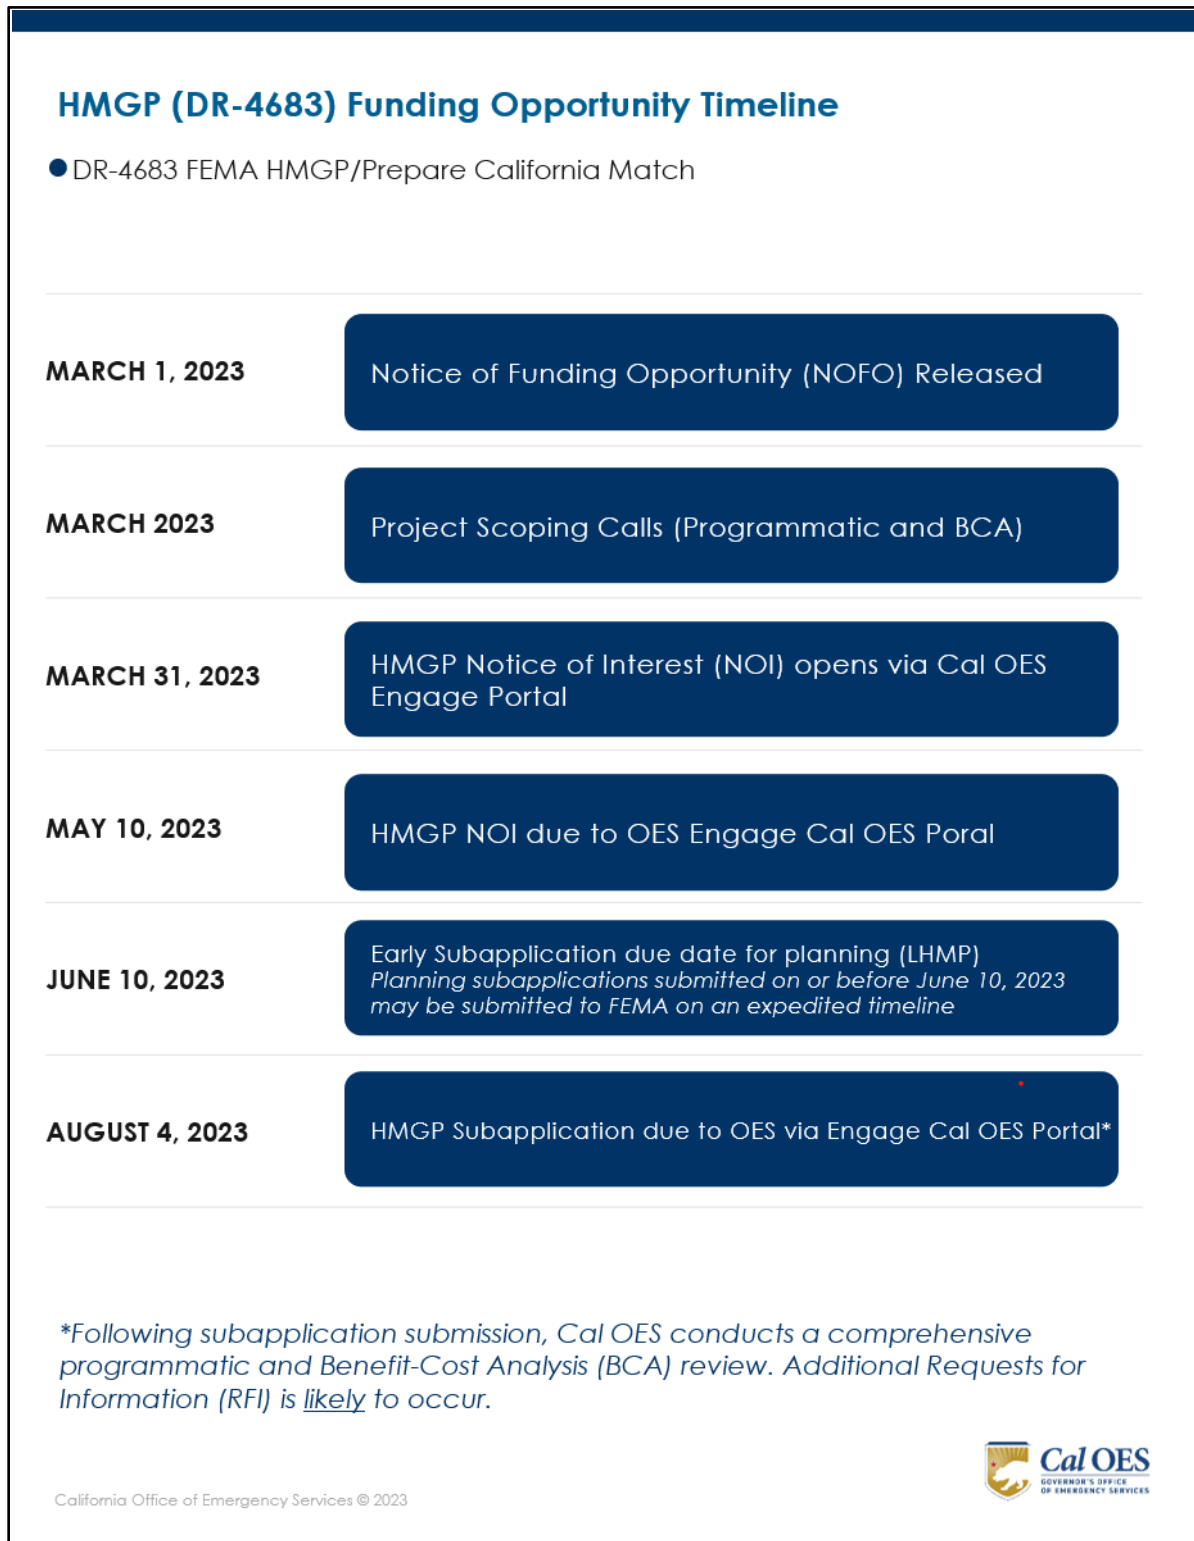 HMGP (DR-4683) Funding Opportunity Timeline
● DR-4683 FEMA HMGP/Prepare California Match
MARCH 1, 2023
Notice of Funding Opportunity (NOFO) Released
MARCH 2023
Project Scoping Calls (Programmatic and BCA)
MARCH 31, 2023
HMGP Notice of Interest (NOI) opens via Cal OES
Engage Portal
MAY 10, 2023
HMGP NOI due to OES Engage Cal OES Poral
JUNE 10, 2023
Early Subapplication due date for planning (LHMP)
Planning subapplications submitted on or before June 10, 2023
may be submitted to FEMA on an expedited timeline
AUGUST 4, 2023
HMGP Subapplication due to OES via Engage Cal OES Portal*
*Following subapplication submission, Cal OES conducts a comprehensive
programmatic and Benefit-Cost Analysis (BCA) review. Additional Requests for
Information (RFI) is likely to occur.
Cal OES
GOVERNOR'S OFFICE
OF EMERGENCY SERVICES
California Office of Emergency Services © 2023